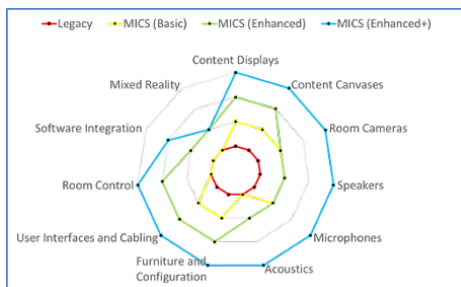 Legacy MICS (Basic) MICS (Enhanced) MICS (Enhanced+)
Content Displays
Mixed Reality
Content Canvases
Software Integration
Room Cameras
Room Control
Speakers
User Interfaces and Cabling
Microphones
Furniture and
Configuration
Acoustics